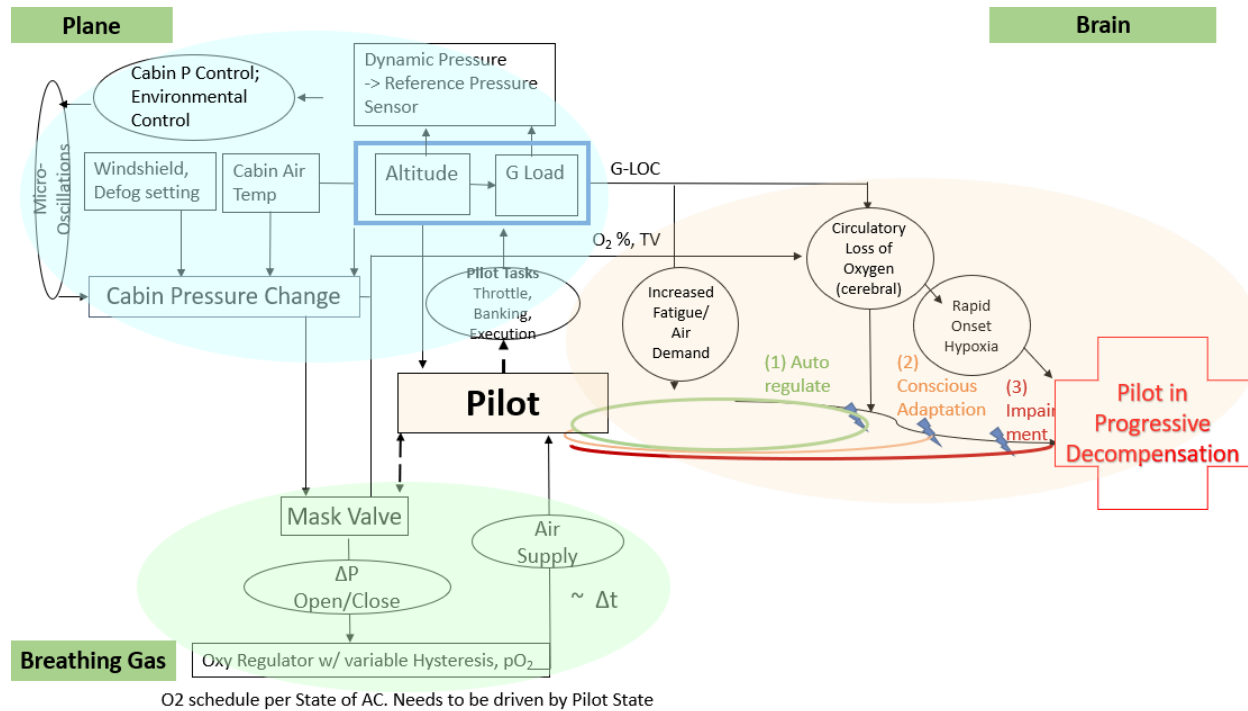 Plane
Brain
Cabin P Control;
Environmental
Control
Dynamic Pressure
-> Reference Pressure
Sensor
Micro-
Oscillations
Windshield,
Defog setting
Cabin Air
Temp
Altitude
G Load
G-LOC
O₂ %, TV
Circulatory
Loss of
Oxygen
(cerebral)
Cabin Pressure Change
Pilot Tasks
Throttle,
Banking,
Execution
Increased
Fatigue/
Air
Demand
Rapid
Onset
Hypoxia
(1) Auto
regulate
(2)
Conscious
Adaptation
(3)
Impair
ment
Pilot in
Progressive
Decompensation
Pilot
Mask Valve
Air
Supply
ΔP
Open/Close
~ Δt
Breathing Gas
Oxy Regulator w/ variable Hysteresis, pO₂
O2 schedule per State of AC. Needs to be driven by Pilot State